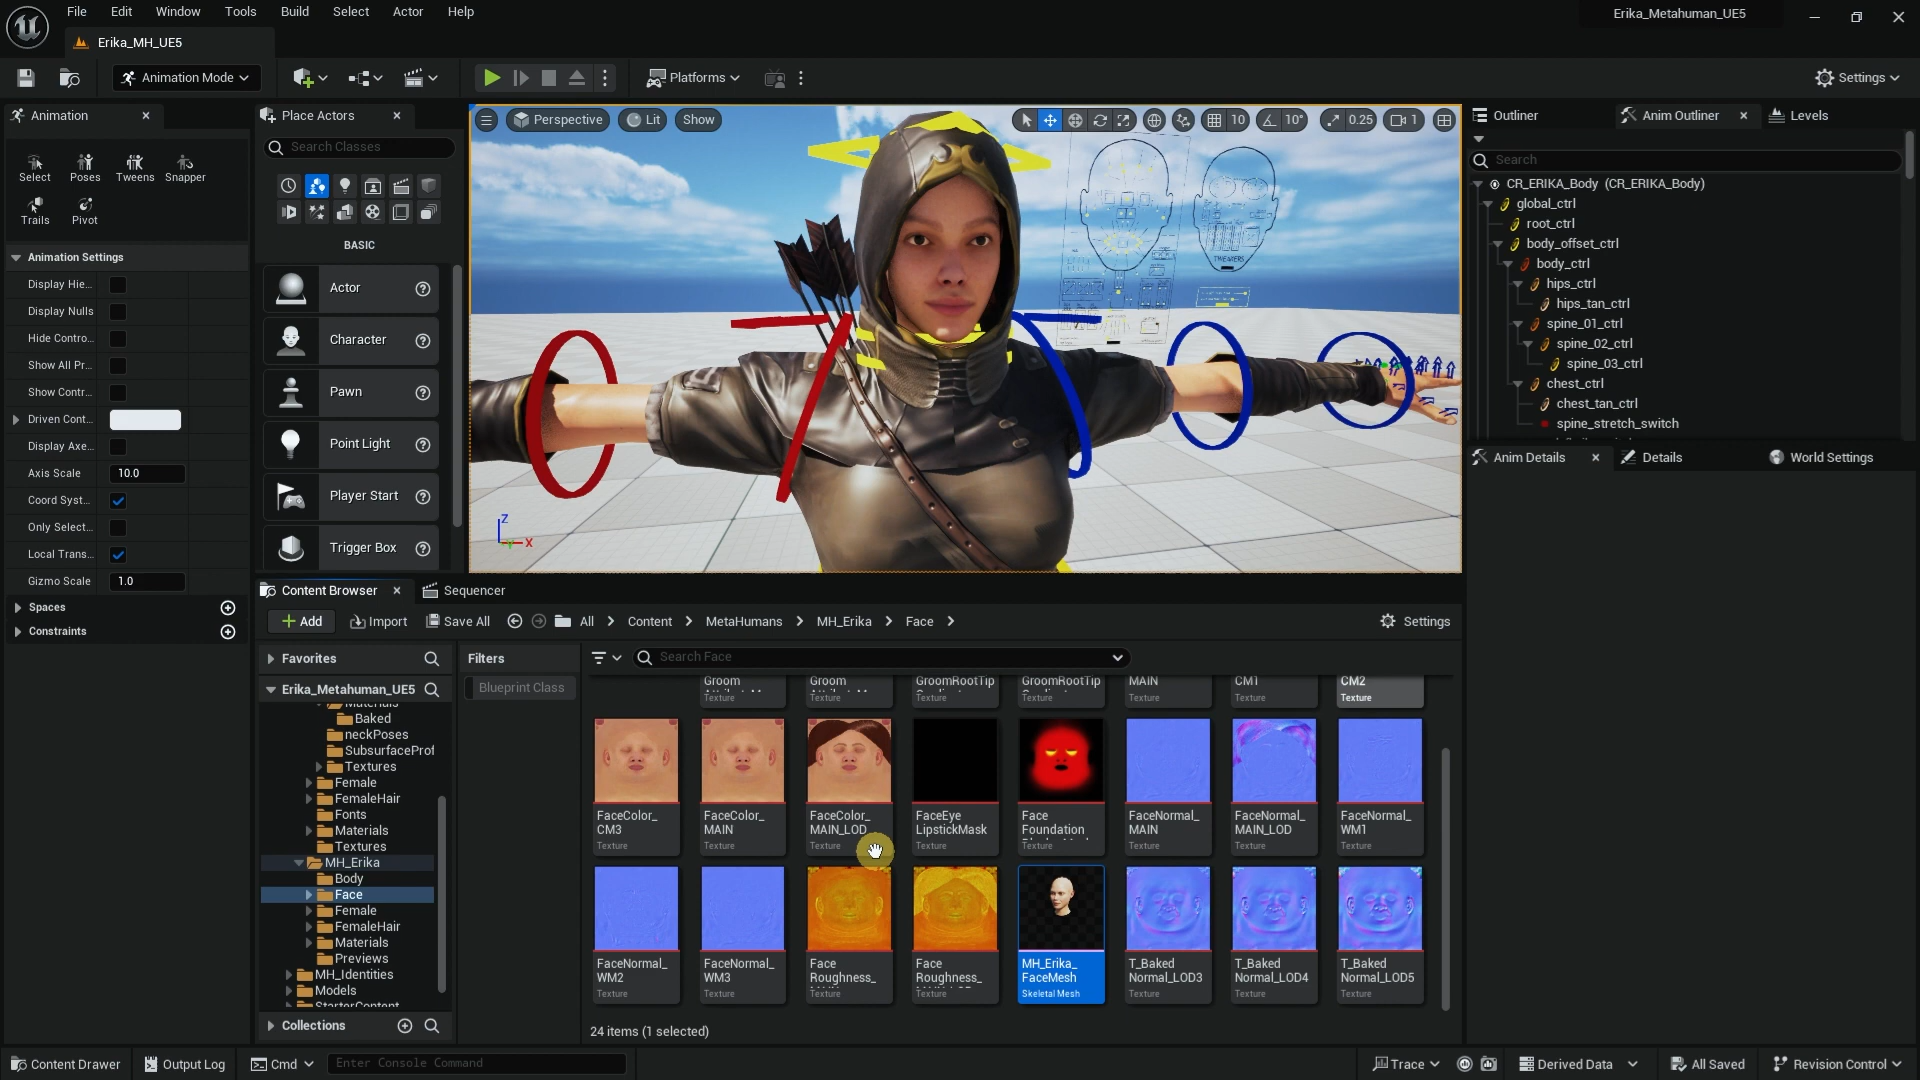 File Edit Window Tools Build Select Actor Help
Erika_Metahuman_UE5
Erika_MH_UE5
Animation Mode
Platforms
Settings
Animation
Select Poses Tweens Snapper
Trails Pivot
Animation Settings
Display Hie...
Display Nulls
Hide Contro...
Show All Pr...
Show Contr...
Driven Cont...
Display Axe...
Axis Scale 10.0
Coord Syst...
Only Select...
Local Trans...
Gizmo Scale 1.0
Spaces
Constraints
Place Actors
Search Classes
BASIC
Actor
Character
Pawn
Point Light
Player Start
Trigger Box
Perspective Lit Show
10 10° 0.25 1
TWEAKERS
Z
Y X
Outliner Anim Outliner Levels
Search
CR_ERIKA_Body (CR_ERIKA_Body)
global_ctrl
root_ctrl
body_offset_ctrl
body_ctrl
hips_ctrl
hips_tan_ctrl
spine_01_ctrl
spine_02_ctrl
spine_03_ctrl
chest_ctrl
chest_tan_ctrl
spine_stretch_switch
Anim Details Details World Settings
Content Browser Sequencer
Add Import Save All All Content MetaHumans MH_Erika Face Settings
Favorites
Erika_Metahuman_UE5
Materials
Baked
neckPoses
SubsurfaceProf
Textures
Female
FemaleHair
Fonts
Materials
Textures
MH_Erika
Body
Face
Female
FemaleHair
Materials
Previews
MH_Identities
Models
StarterContent
Collections
Filters
Blueprint Class
Search Face
Groom Groom GroomRootTip GroomRootTip MAIN CM1 CM2
Texture Texture Texture Texture Texture Texture Texture
FaceColor_ FaceColor_ FaceColor_ FaceEye Face FaceNormal_ FaceNormal_ FaceNormal_
CM3 MAIN MAIN_LOD LipstickMask Foundation MAIN MAIN_LOD WM1
Texture Texture Texture Texture Texture Texture Texture Texture
FaceNormal_ FaceNormal_ Face Face MH_Erika_ T_Baked T_Baked T_Baked
WM2 WM3 Roughness_ Roughness_ FaceMesh Normal_LOD3 Normal_LOD4 Normal_LOD5
Texture Texture Texture Texture Skeletal Mesh Texture Texture Texture
24 items (1 selected)
Content Drawer Output Log Cmd Enter Console Command Trace Derived Data All Saved Revision Control